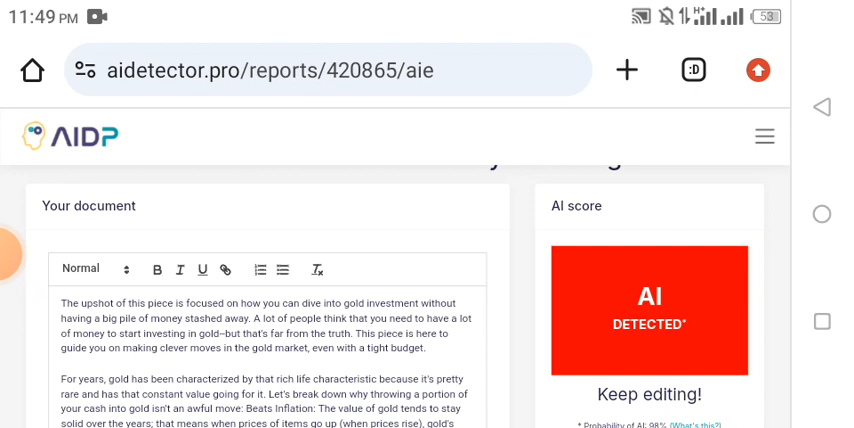 11:49 PM
H+
53
aidetector.pro/reports/420865/aie
:D
AIDP
Your document
AI score
Normal
B I U
AI
DETECTED*
Keep editing!
* Probability of AI: 98% (What's this?)
The upshot of this piece is focused on how you can dive into gold investment without
having a big pile of money stashed away. A lot of people think that you need to have a lot
of money to start investing in gold–but that's far from the truth. This piece is here to
guide you on making clever moves in the gold market, even with a tight budget.
For years, gold has been characterized by that rich life characteristic because it's pretty
rare and has that constant value going for it. Let's break down why throwing a portion of
your cash into gold isn't an awful move: Beats Inflation: The value of gold tends to stay
solid over the years; that means when prices of items go up (when prices rise), gold's